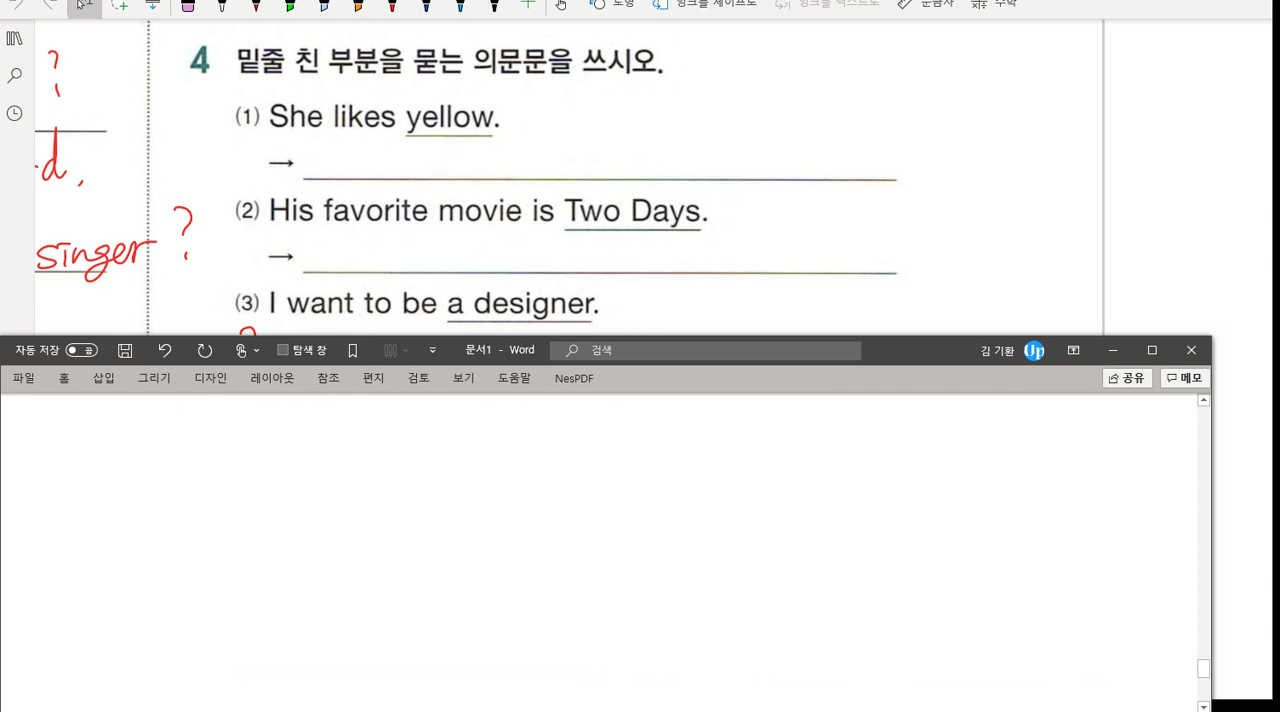 ?
d,
singer ?
4 밑줄 친 부분을 묻는 의문문을 쓰시오.
(1) She likes yellow.
→
(2) His favorite movie is Two Days.
→
(3) I want to be a designer.
자동 저장 끔 탐색 창 문서1 - Word 검색 김 기환 Up
파일 홈 삽입 그리기 디자인 레이아웃 참조 편지 검토 보기 도움말 NesPDF 공유 메모